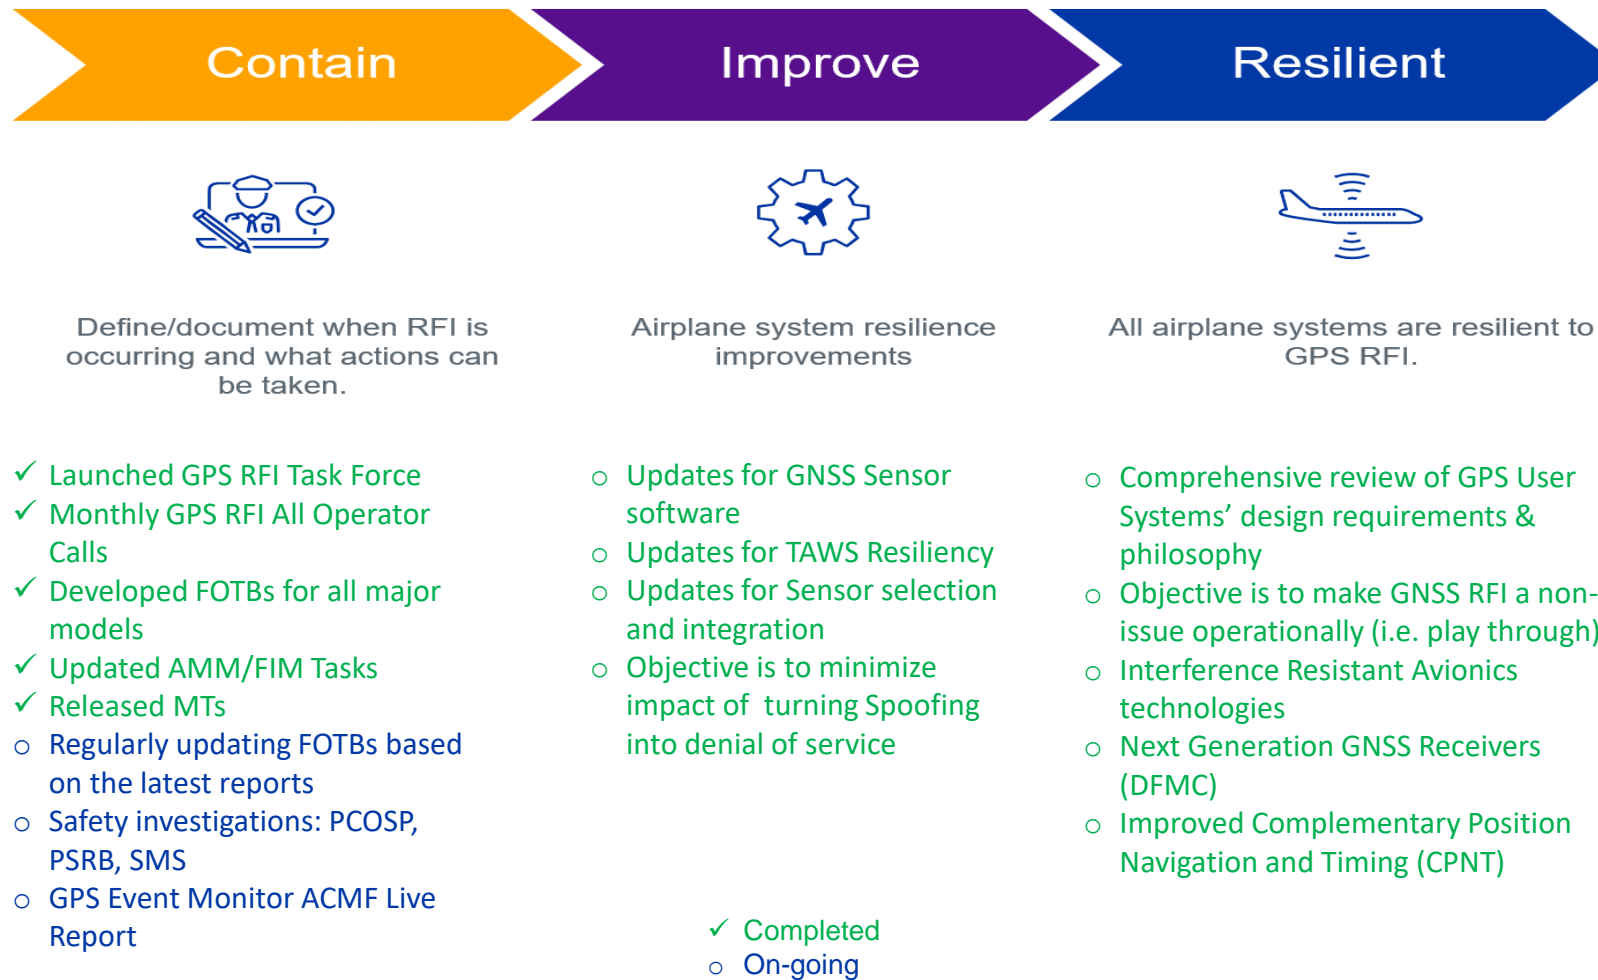 Contain
Improve
Resilient
Define/document when RFI is
occurring and what actions can
be taken.
Airplane system resilience
improvements
All airplane systems are resilient to
GPS RFI.
✓ Launched GPS RFI Task Force
✓ Monthly GPS RFI All Operator
Calls
✓ Developed FOTBs for all major
models
✓ Updated AMM/FIM Tasks
✓ Released MTs
o Regularly updating FOTBs based
on the latest reports
o Safety investigations: PCOSP,
PSRB, SMS
o GPS Event Monitor ACMF Live
Report
o Updates for GNSS Sensor
software
o Updates for TAWS Resiliency
o Updates for Sensor selection
and integration
o Objective is to minimize
impact of  turning Spoofing
into denial of service
o Comprehensive review of GPS User
Systems’ design requirements &
philosophy
o Objective is to make GNSS RFI a non-
issue operationally (i.e. play through)
o Interference Resistant Avionics
technologies
o Next Generation GNSS Receivers
(DFMC)
o Improved Complementary Position
Navigation and Timing (CPNT)
✓ Completed
o On-going